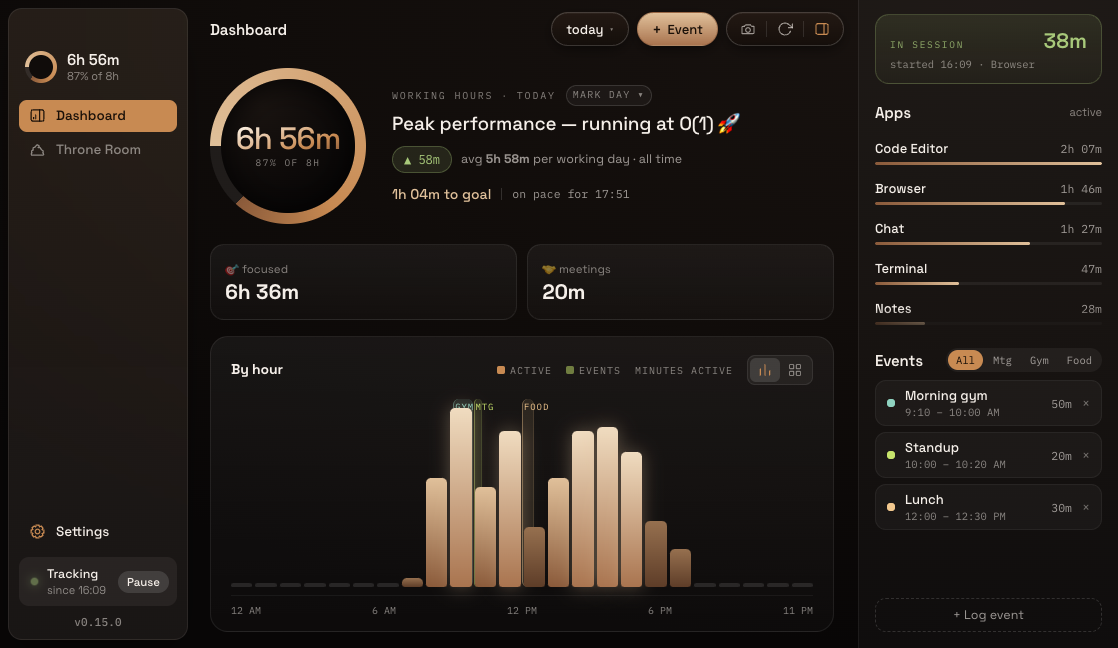 6h 56m
87% of 8h
Dashboard
Throne Room
Settings
Tracking
since 16:09
Pause
v0.15.0
Dashboard
today
+ Event
6h 56m
87% OF 8H
WORKING HOURS · TODAY MARK DAY ▾
Peak performance — running at O(1) 🚀
▲ 58m avg 5h 58m per working day · all time
1h 04m to goal on pace for 17:51
🎯 focused
6h 36m
🤝 meetings
20m
By hour
ACTIVE EVENTS MINUTES ACTIVE
GYM MTG FOOD
12 AM 6 AM 12 PM 6 PM 11 PM
IN SESSION 38m
started 16:09 · Browser
Apps active
Code Editor 2h 07m
Browser 1h 46m
Chat 1h 27m
Terminal 47m
Notes 28m
Events All Mtg Gym Food
Morning gym
9:10 – 10:00 AM 50m ×
Standup
10:00 – 10:20 AM 20m ×
Lunch
12:00 – 12:30 PM 30m ×
+ Log event